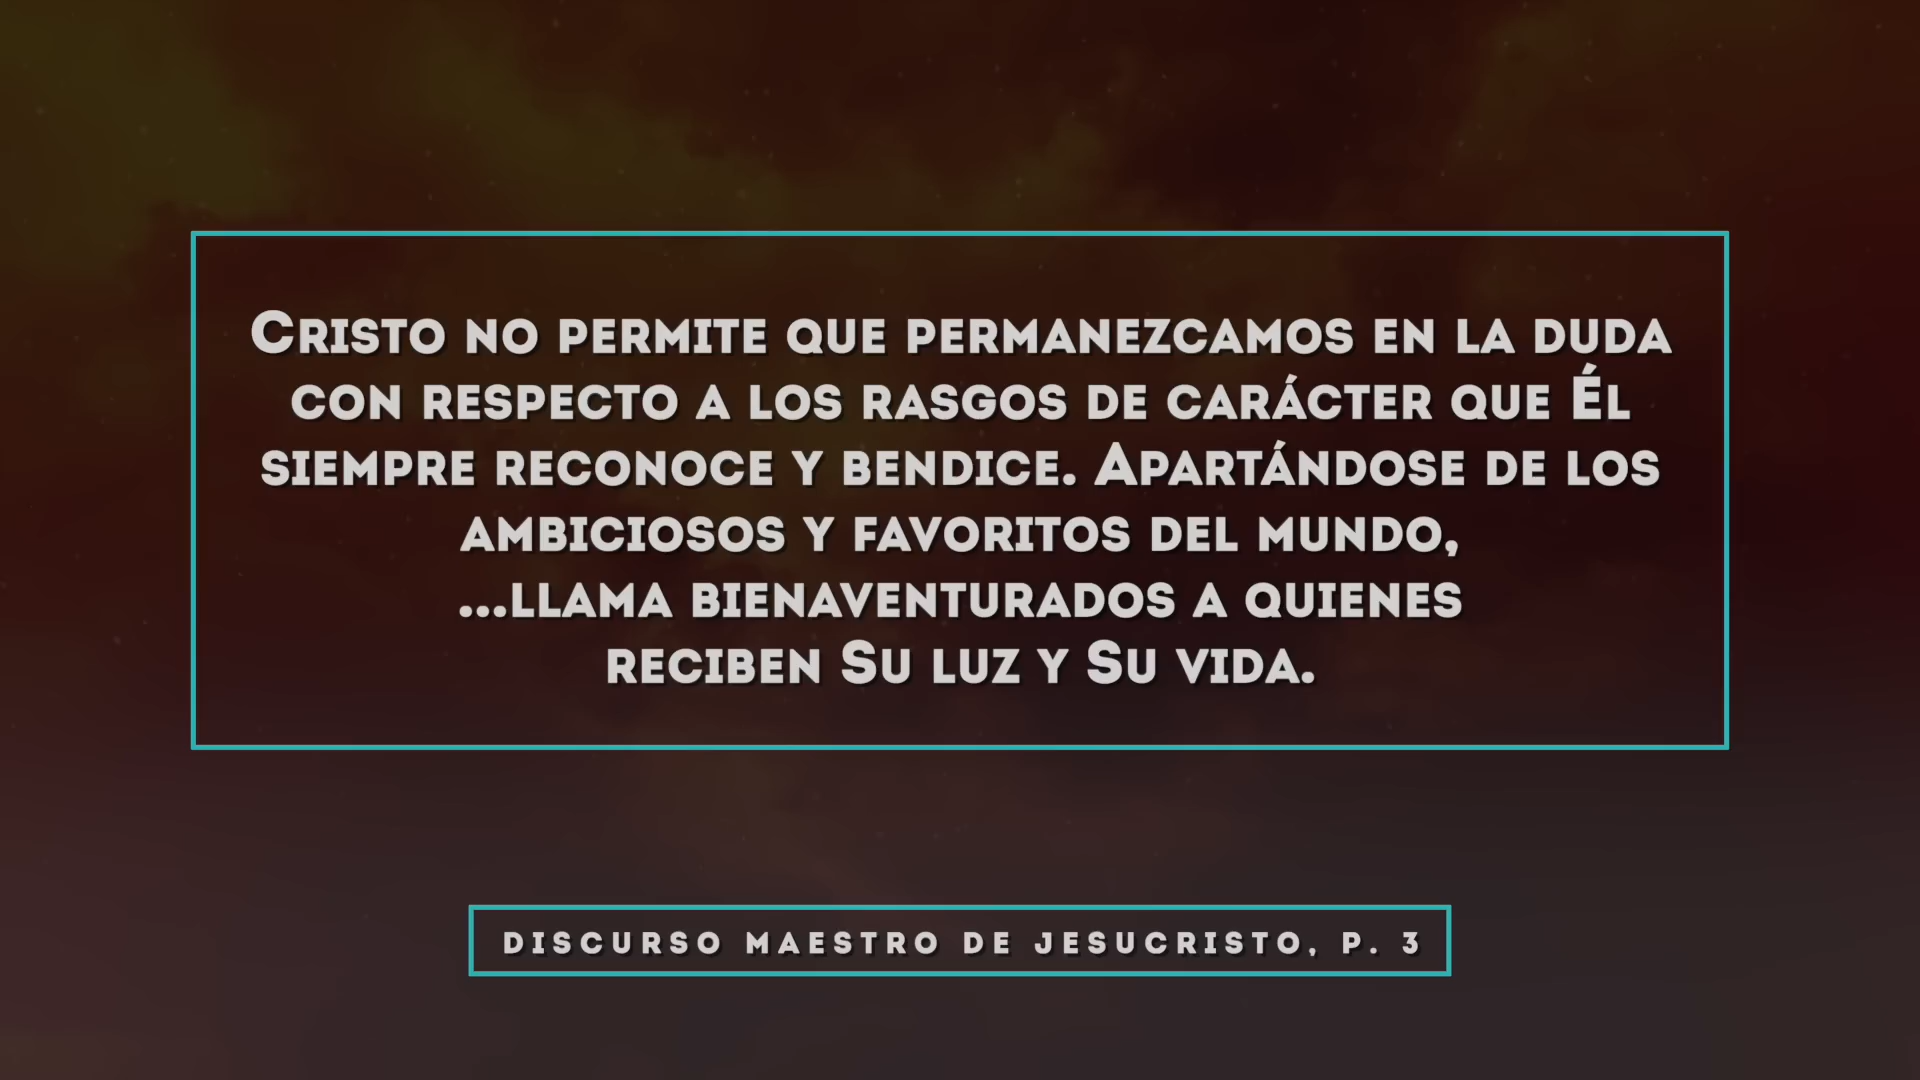 Cristo no permite que permanezcamos en la duda
con respecto a los rasgos de carácter que Él
siempre reconoce y bendice. Apartándose de los
ambiciosos y favoritos del mundo,
...llama bienaventurados a quienes
reciben Su luz y Su vida.
DISCURSO MAESTRO DE JESUCRISTO, P. 3